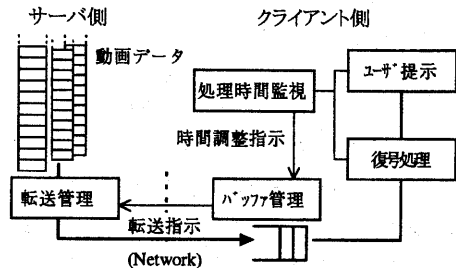 サーバ側
クライアント側
動画データ
処理時間監視
ユーザ提示
時間調整指示
復号処理
転送管理
バッファ管理
転送指示
(Network)